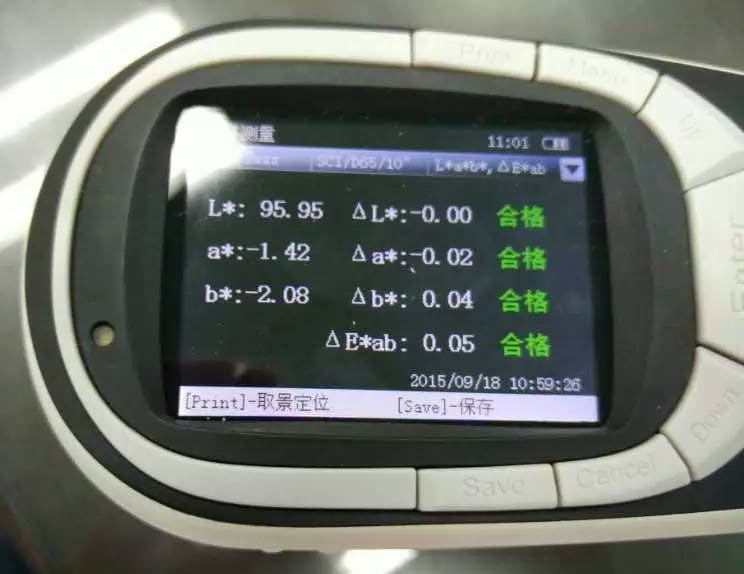 Print
Menu
测量
11:01
SCI/D65/10°
L*a*b*,ΔE*ab
L*: 95.95 ΔL*:-0.00 合格
a*:-1.42 Δa*:-0.02 合格
b*:-2.08 Δb*: 0.04 合格
ΔE*ab: 0.05 合格
2015/09/18 10:59:26
[Print]-取景定位 [Save]-保存
Enter
Down
Save
Cancel